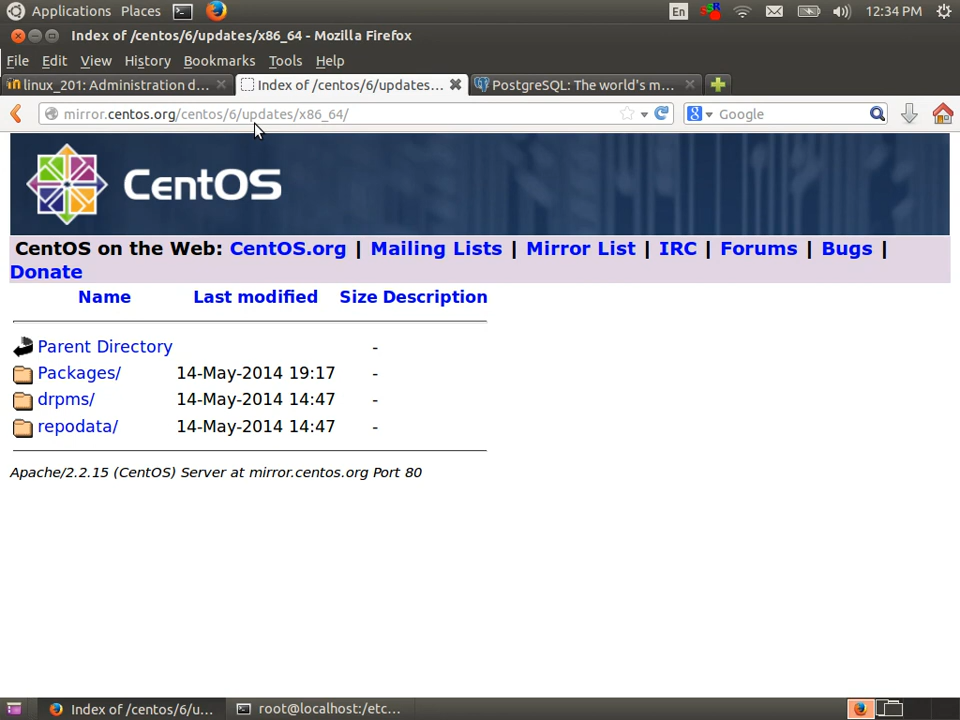 Applications Places En SSR 12:34 PM
Index of /centos/6/updates/x86_64 - Mozilla Firefox
File Edit View History Bookmarks Tools Help
linux_201: Administration d... Index of /centos/6/updates... PostgreSQL: The world's m...
mirror.centos.org/centos/6/updates/x86_64/ Google
CentOS
CentOS on the Web: CentOS.org | Mailing Lists | Mirror List | IRC | Forums | Bugs |
Donate
Name Last modified Size Description
Parent Directory -
Packages/ 14-May-2014 19:17 -
drpms/ 14-May-2014 14:47 -
repodata/ 14-May-2014 14:47 -
Apache/2.2.15 (CentOS) Server at mirror.centos.org Port 80
Index of /centos/6/u... root@localhost:/etc...